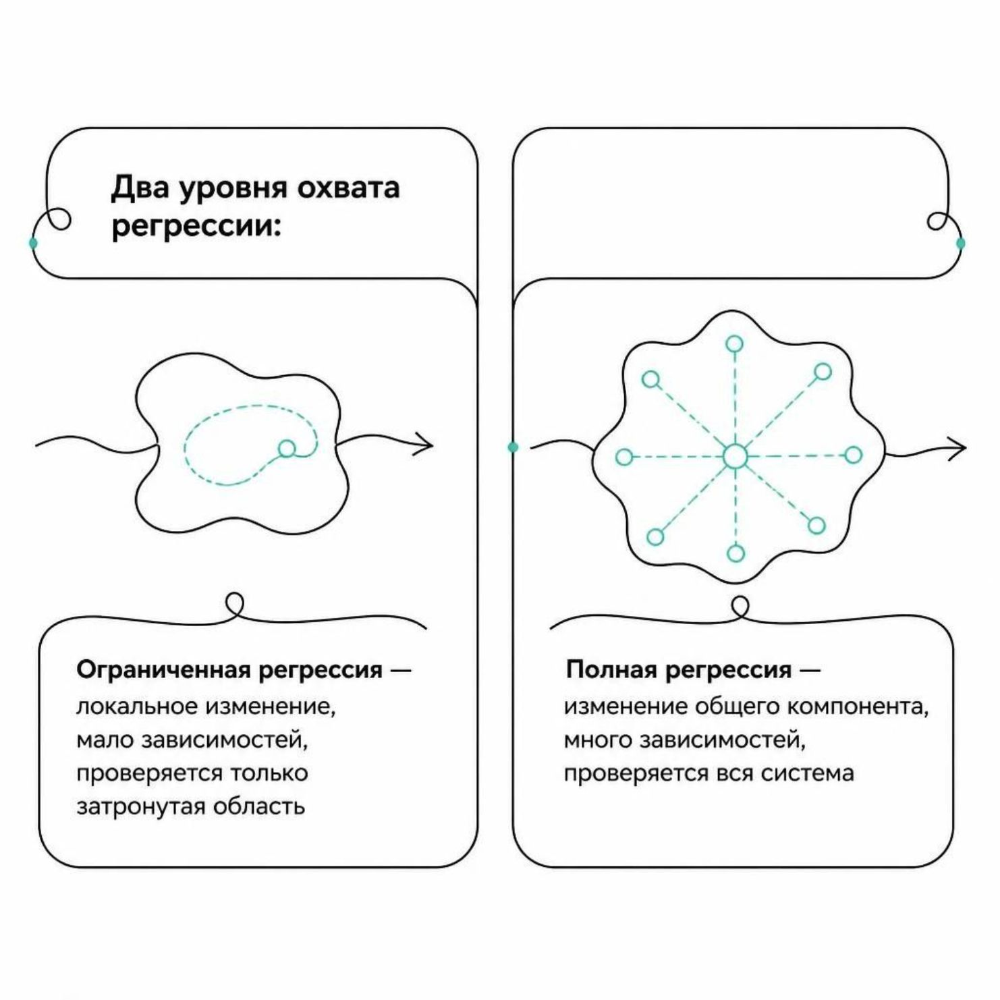 Два уровня охвата
регрессии:
Ограниченная регрессия —
локальное изменение,
мало зависимостей,
проверяется только
затронутая область
Полная регрессия —
изменение общего компонента,
много зависимостей,
проверяется вся система